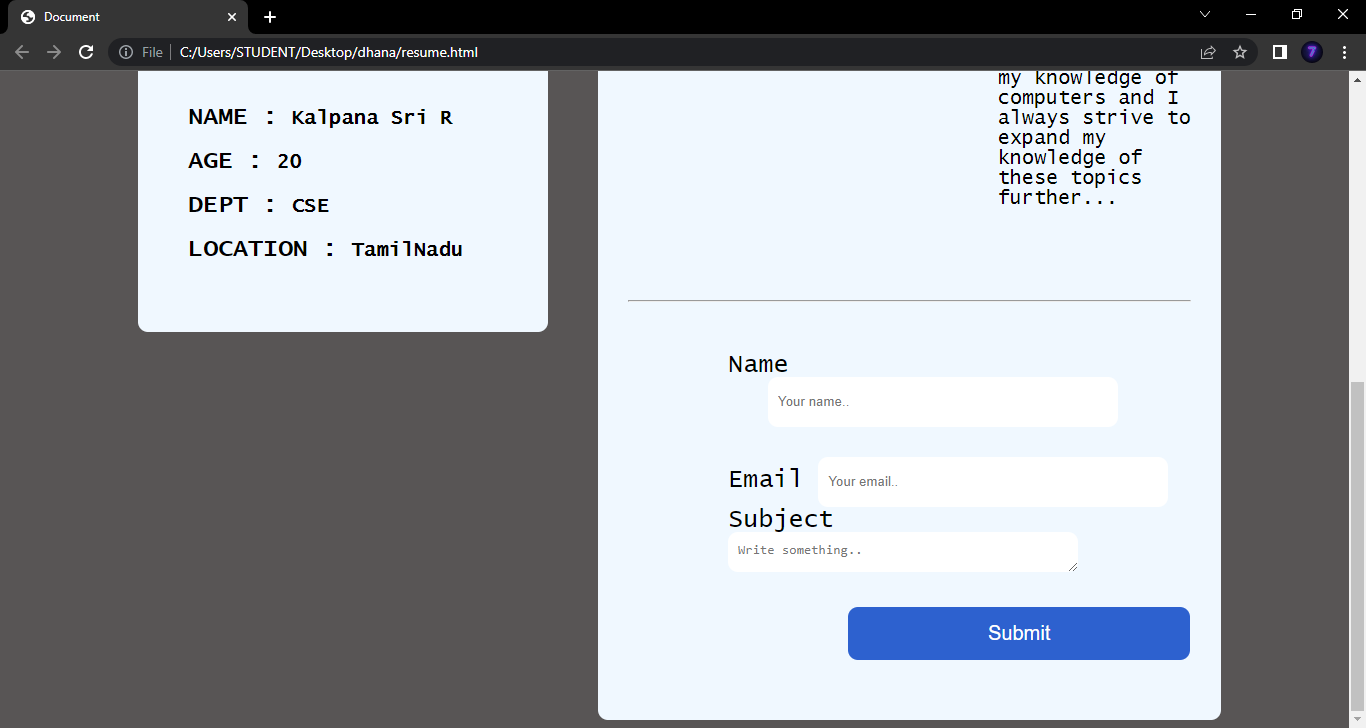 Document
File
C:/Users/STUDENT/Desktop/dhana/resume.html
7
NAME : Kalpana Sri R
AGE : 20
DEPT : CSE
LOCATION : TamilNadu
my knowledge of
computers and I
always strive to
expand my
knowledge of
these topics
further...
Name
Your name..
Email Your email..
Subject
Write something..
Submit